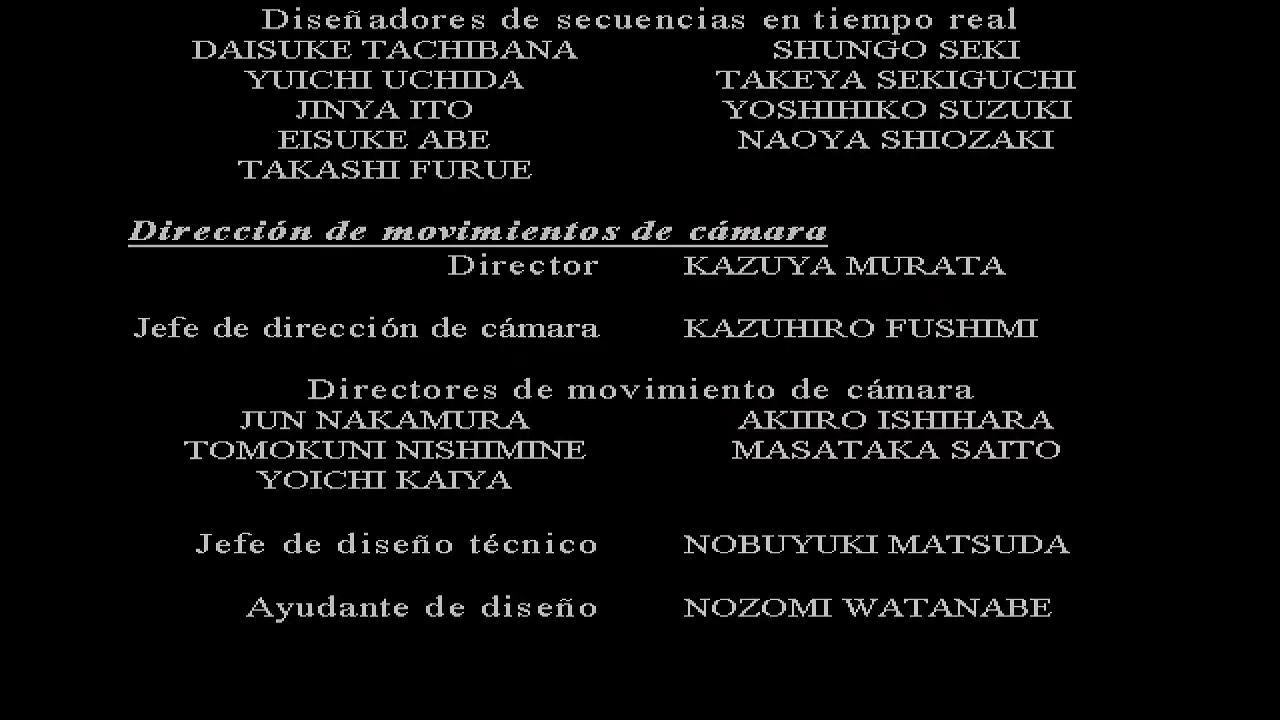 Diseñadores de secuencias en tiempo real
DAISUKE TACHIBANA SHUNGO SEKI
YUICHI UCHIDA TAKEYA SEKIGUCHI
JINYA ITO YOSHIHIKO SUZUKI
EISUKE ABE NAOYA SHIOZAKI
TAKASHI FURUE
Dirección de movimientos de cámara
Director KAZUYA MURATA
Jefe de dirección de cámara KAZUHIRO FUSHIMI
Directores de movimiento de cámara
JUN NAKAMURA AKIIRO ISHIHARA
TOMOKUNI NISHIMINE MASATAKA SAITO
YOICHI KAIYA
Jefe de diseño técnico NOBUYUKI MATSUDA
Ayudante de diseño NOZOMI WATANABE